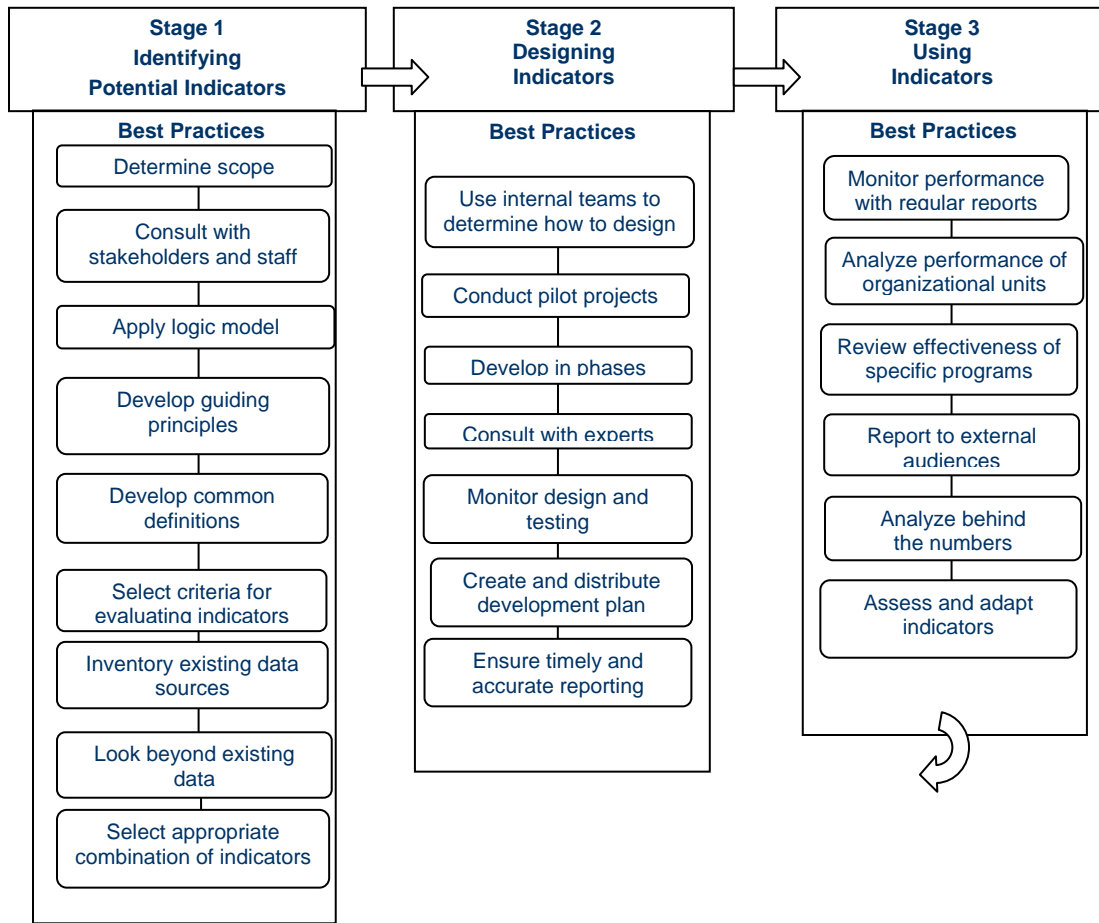 Stage 1
Identifying
Potential Indicators
Best Practices
Determine scope
Consult with
stakeholders and staff
Apply logic model
Develop guiding
principles
Develop common
definitions
Select criteria for
evaluating indicators
Inventory existing data
sources
Look beyond existing
data
Select appropriate
combination of indicators
Stage 2
Designing
Indicators
Best Practices
Use internal teams to
determine how to design
Conduct pilot projects
Develop in phases
Consult with experts
Monitor design and
testing
Create and distribute
development plan
Ensure timely and
accurate reporting
Stage 3
Using
Indicators
Best Practices
Monitor performance
with regular reports
Analyze performance of
organizational units
Review effectiveness of
specific programs
Report to external
audiences
Analyze behind
the numbers
Assess and adapt
indicators